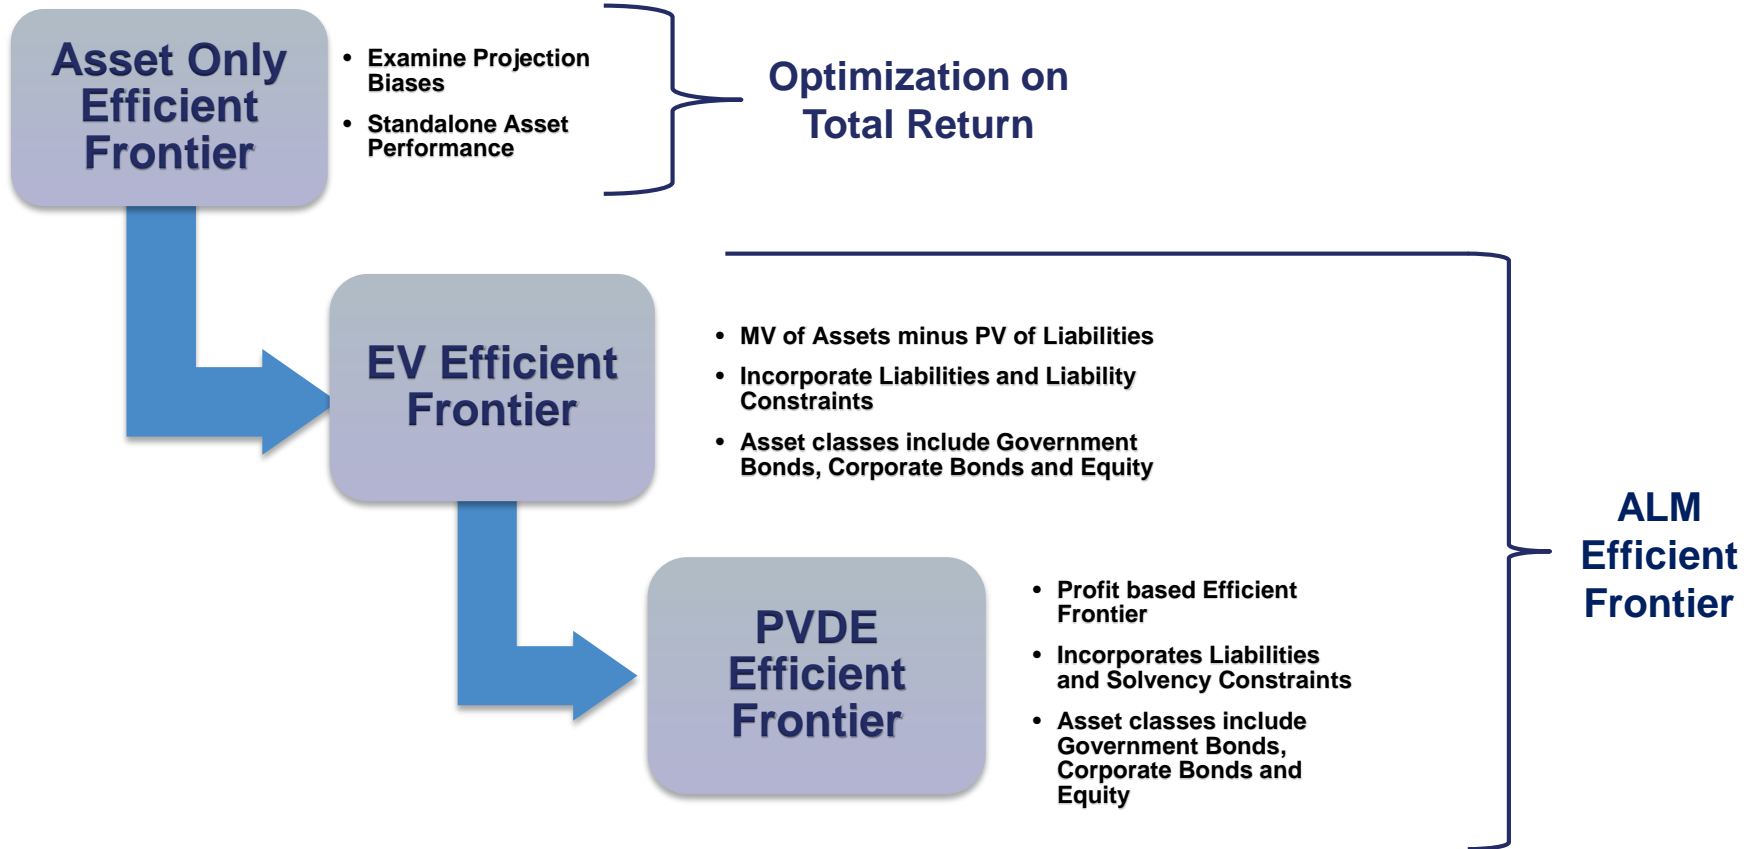 Asset Only
Efficient
Frontier
• Examine Projection
Biases
• Standalone Asset
Performance
Optimization on
Total Return
EV Efficient
Frontier
• MV of Assets minus PV of Liabilities
• Incorporate Liabilities and Liability
Constraints
• Asset classes include Government
Bonds, Corporate Bonds and Equity
PVDE
Efficient
Frontier
• Profit based Efficient
Frontier
• Incorporates Liabilities
and Solvency Constraints
• Asset classes include
Government Bonds,
Corporate Bonds and
Equity
ALM
Efficient
Frontier